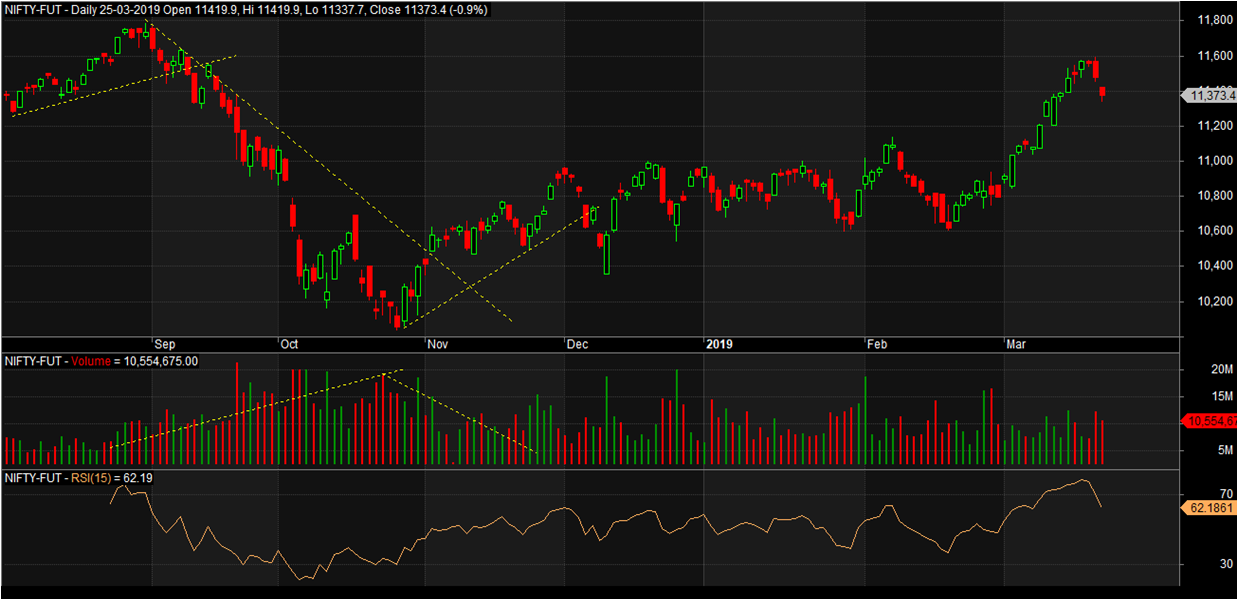 NIFTY-FUT - Daily 25-03-2019 Open 11419.9, Hi 11419.9, Lo 11337.7, Close 11373.4 (-0.9%)
11,800
11,600
11,373.4
11,200
11,000
10,800
10,600
10,400
10,200
Sep Oct Nov Dec 2019 Feb Mar
NIFTY-FUT - Volume = 10,554,675.00
20M
15M
10,554,67
5M
NIFTY-FUT - RSI(15) = 62.19
70
62.1861
30